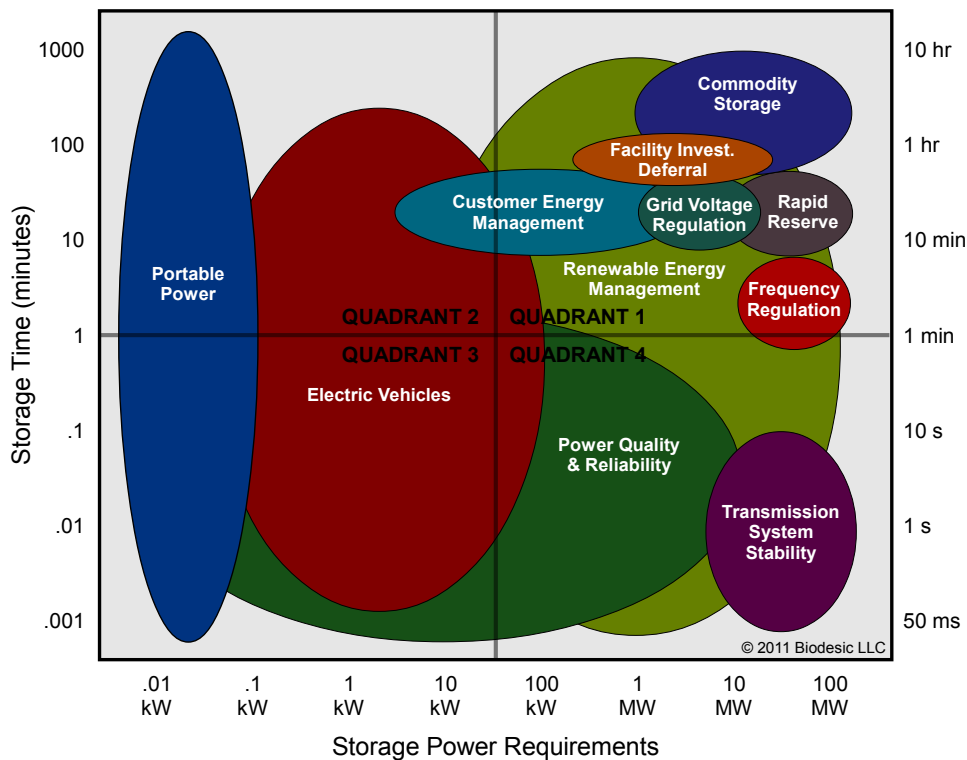 1000
100
10
1
.1
.01
.001
Storage Time (minutes)
10 hr
1 hr
10 min
1 min
10 s
1 s
50 ms
Commodity
Storage
Facility Invest.
Deferral
Customer Energy
Management
Grid Voltage
Regulation
Rapid
Reserve
Portable
Power
Renewable Energy
Management
Frequency
Regulation
QUADRANT 2
QUADRANT 1
QUADRANT 3
QUADRANT 4
Electric Vehicles
Power Quality
& Reliability
Transmission
System
Stability
© 2011 Biodesic LLC
.01
kW
.1
kW
1
kW
10
kW
100
kW
1
MW
10
MW
100
MW
Storage Power Requirements